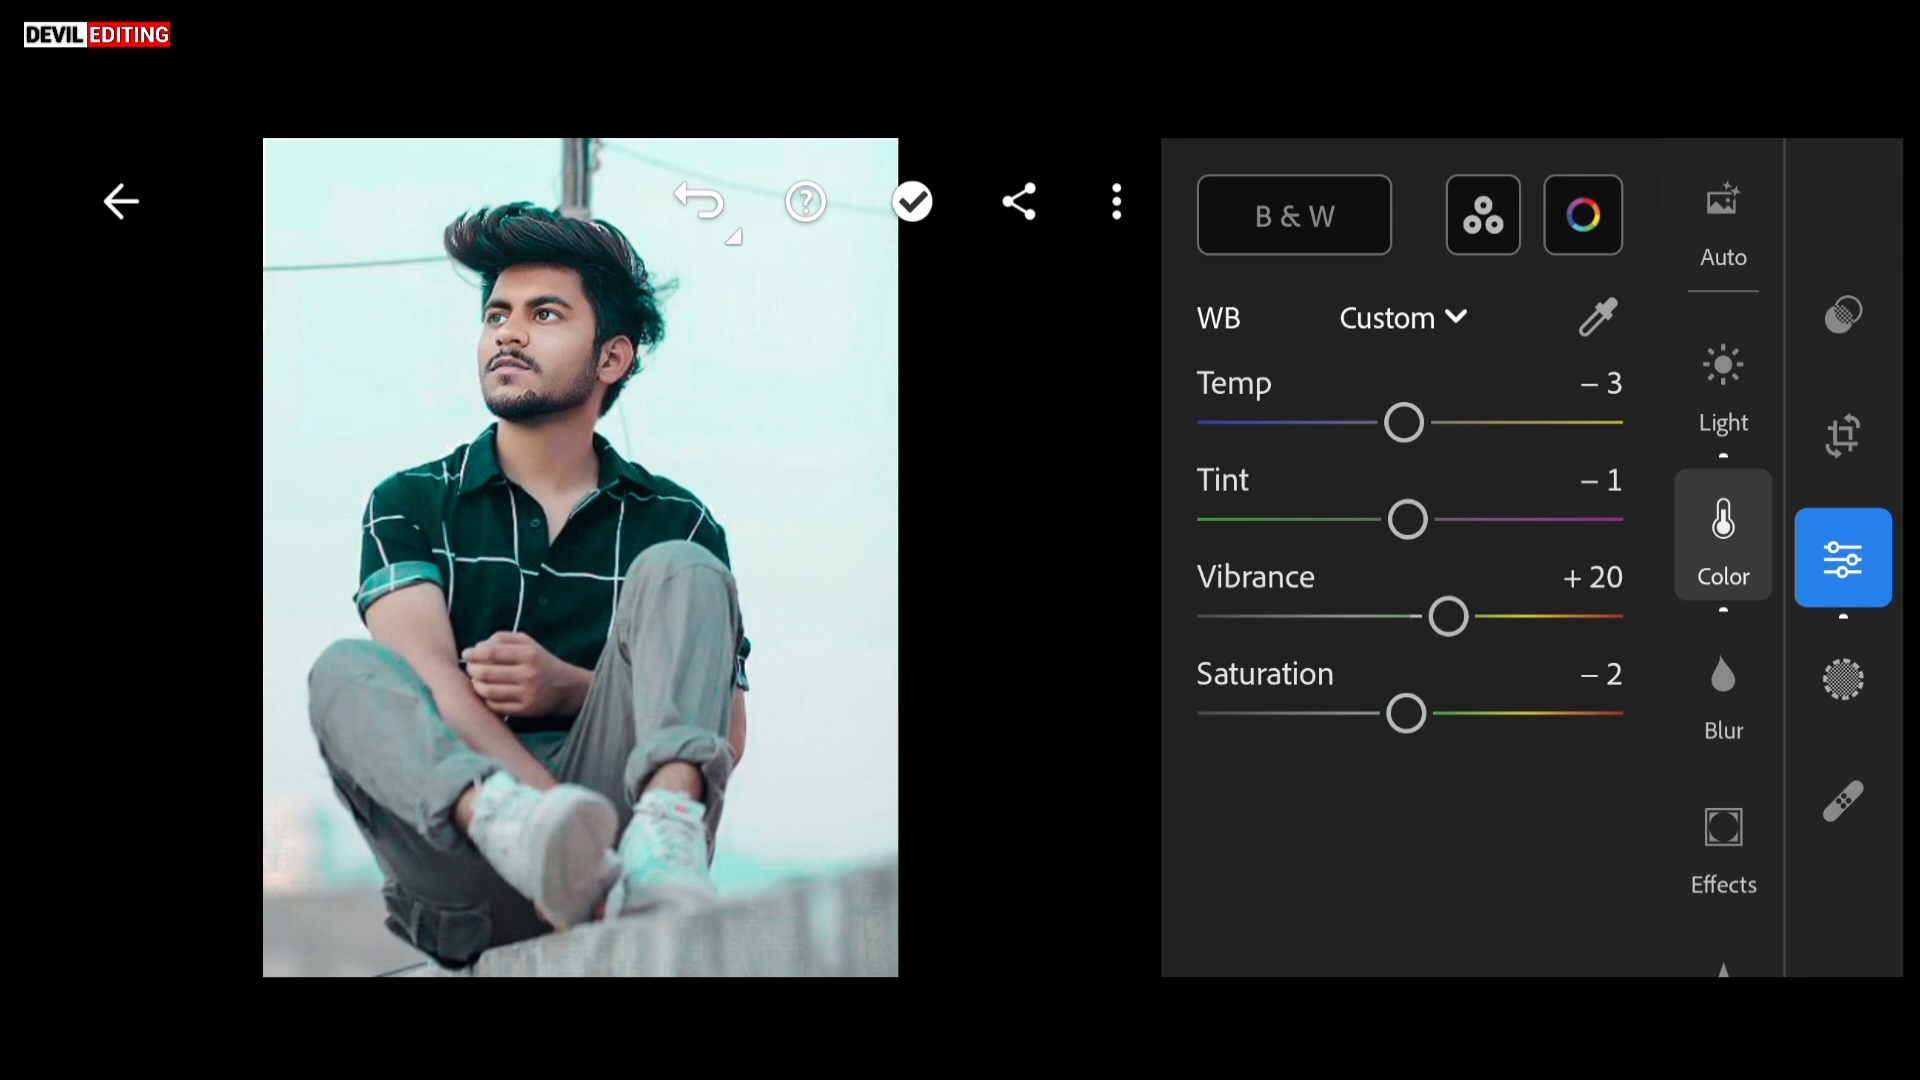 DEVIL EDITING
B & W
WB Custom
Temp – 3
Tint – 1
Vibrance + 20
Saturation – 2
Auto
Light
Color
Blur
Effects